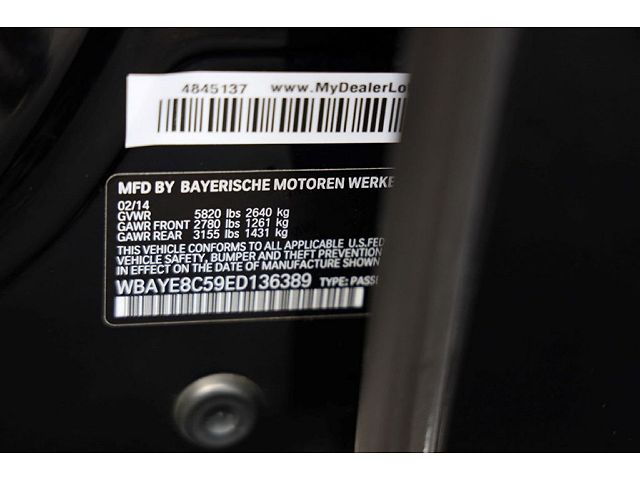 4845137 www.MyDealerLo
MFD BY BAYERISCHE MOTOREN WERKE
02/14
GVWR 5820 lbs 2640 kg
GAWR FRONT 2780 lbs 1261 kg
GAWR REAR 3155 lbs 1431 kg
THIS VEHICLE CONFORMS TO ALL APPLICABLE U.S.FED
VEHICLE SAFETY, BUMPER AND THEFT PREVENTION
IN EFFECT ON THE DATE OF MANUFACTURE SHOWN
WBAYE8C59ED136389 TYPE: PASSE